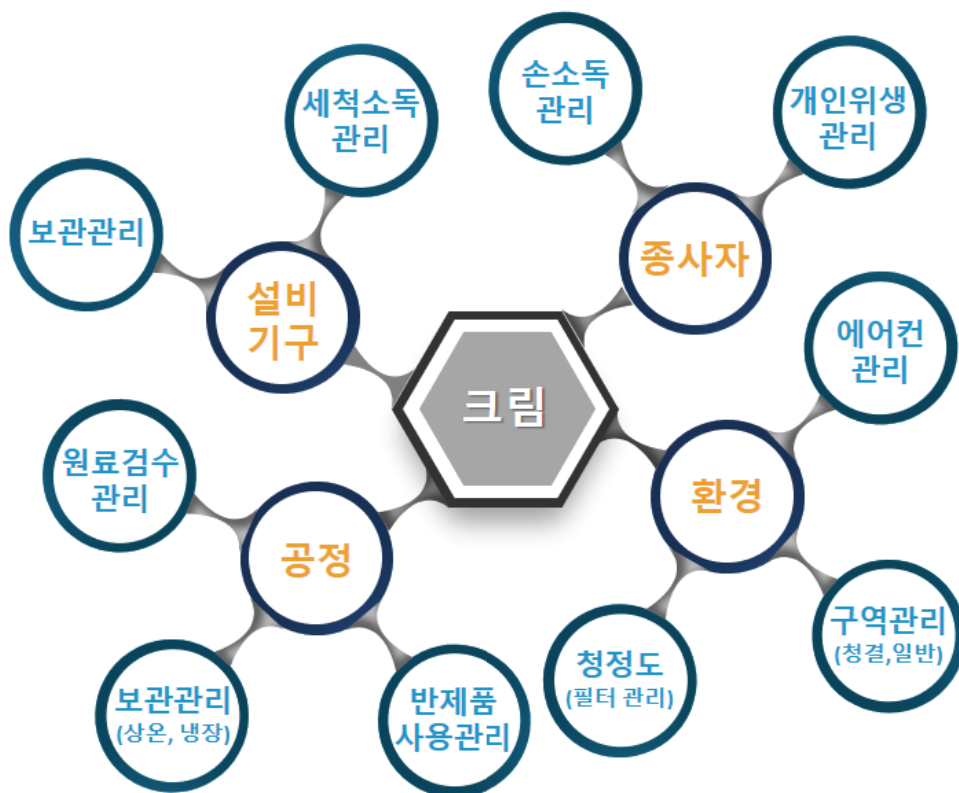 세척소독
관리
보관관리
설비
기구
손소독
관리
개인위생
관리
종사자
크림
에어컨
관리
환경
구역관리
(청결,일반)
청정도
(필터 관리)
원료검수
관리
공정
보관관리
(상온, 냉장)
반제품
사용관리